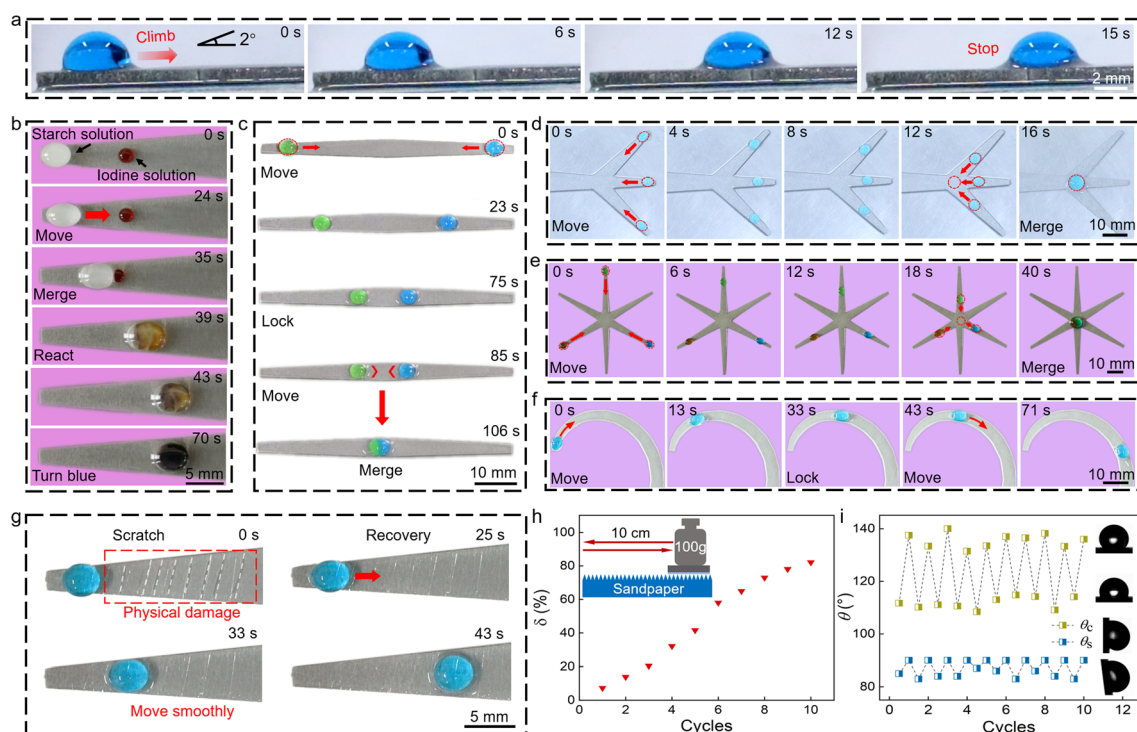 a
Climb
2°
0 s
6 s
12 s
15 s
Stop
2 mm
b
Starch solution
0 s
Iodine solution
24 s
Move
35 s
Merge
39 s
React
43 s
70 s
Turn blue
5 mm
c
0 s
Move
23 s
75 s
Lock
85 s
Move
106 s
Merge
10 mm
d
0 s
4 s
8 s
12 s
16 s
Move
Merge
10 mm
e
0 s
6 s
12 s
18 s
40 s
Move
Merge
10 mm
f
0 s
13 s
33 s
43 s
71 s
Move
Lock
Move
10 mm
g
Scratch
0 s
Recovery
25 s
Physical damage
33 s
43 s
Move smoothly
5 mm
h
100
80
60
40
20
0
δ (%)
10 cm
100g
Sandpaper
0 2 4 6 8 10
Cycles
i
140
120
100
80
θ (°)
θc
θs
0 2 4 6 8 10 12
Cycles